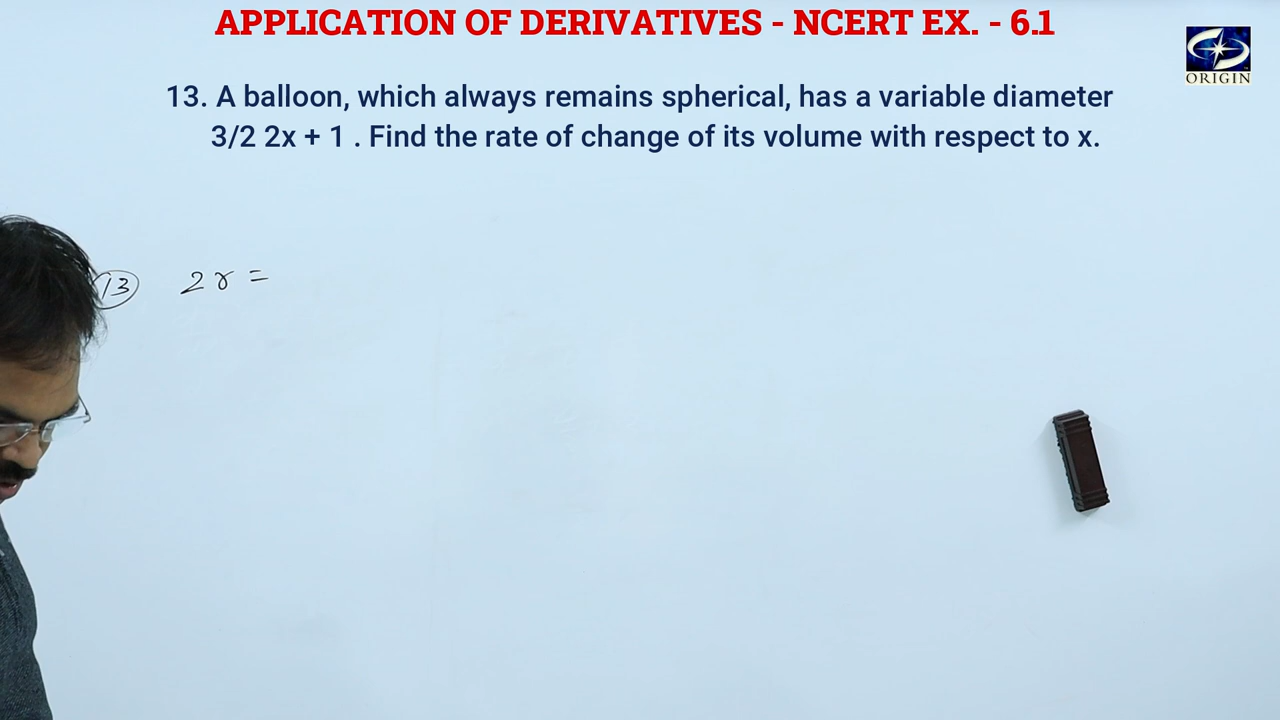 APPLICATION OF DERIVATIVES - NCERT EX. - 6.1
ORIGIN
13. A balloon, which always remains spherical, has a variable diameter
3/2 2x + 1 . Find the rate of change of its volume with respect to x.
13 2r =